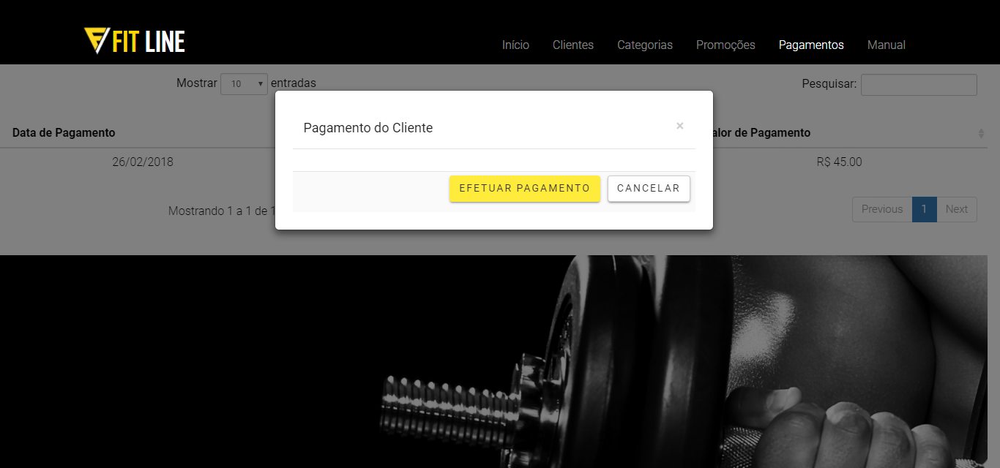 FIT LINE
Início Clientes Categorias Promoções Pagamentos Manual
Mostrar 10 entradas
Pesquisar:
Pagamento do Cliente ×
Data de Pagamento
alor de Pagamento
26/02/2018
R$ 45.00
EFETUAR PAGAMENTO CANCELAR
Mostrando 1 a 1 de 1
Previous 1 Next